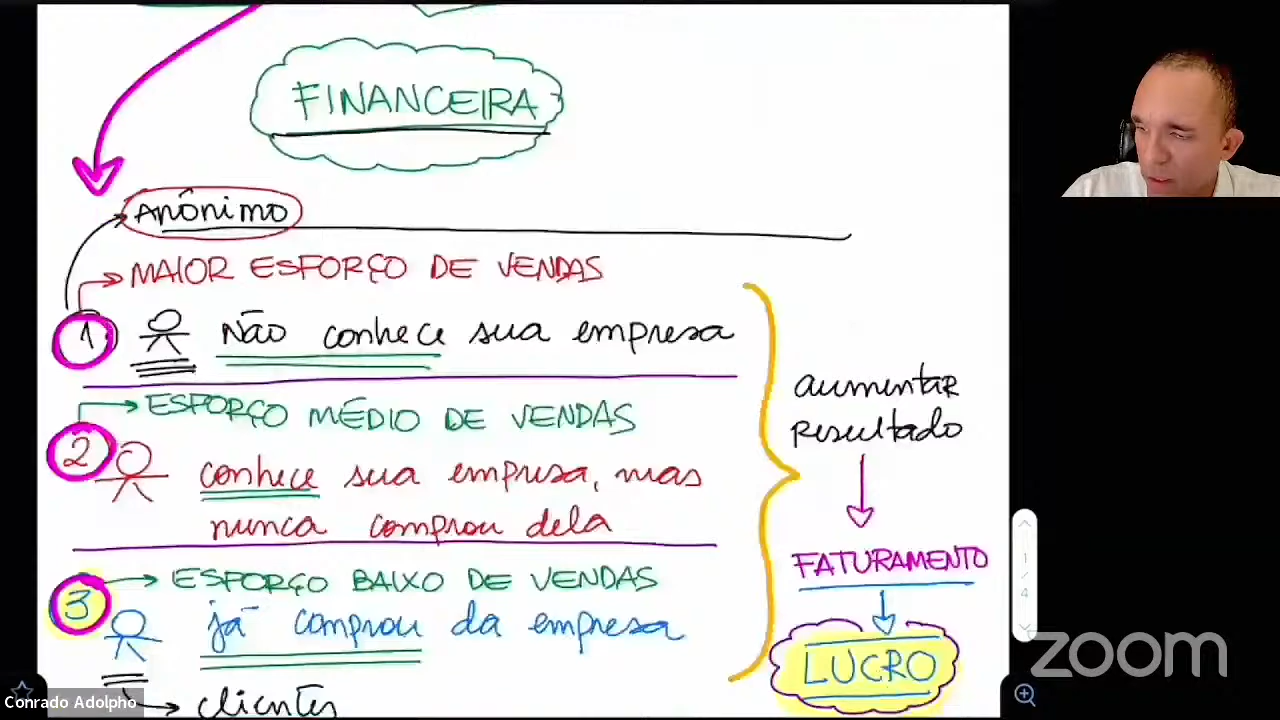 FINANCEIRA
Anônimo
MAIOR ESFORÇO DE VENDAS
1 Não conhece sua empresa
ESFORÇO MÉDIO DE VENDAS
2 conhece sua empresa, mas
nunca comprou dela
ESFORÇO BAIXO DE VENDAS
3 já comprou da empresa
clientes
aumentar
resultado
FATURAMENTO
LUCRO
1/4
zoom
Conrado Adolpho